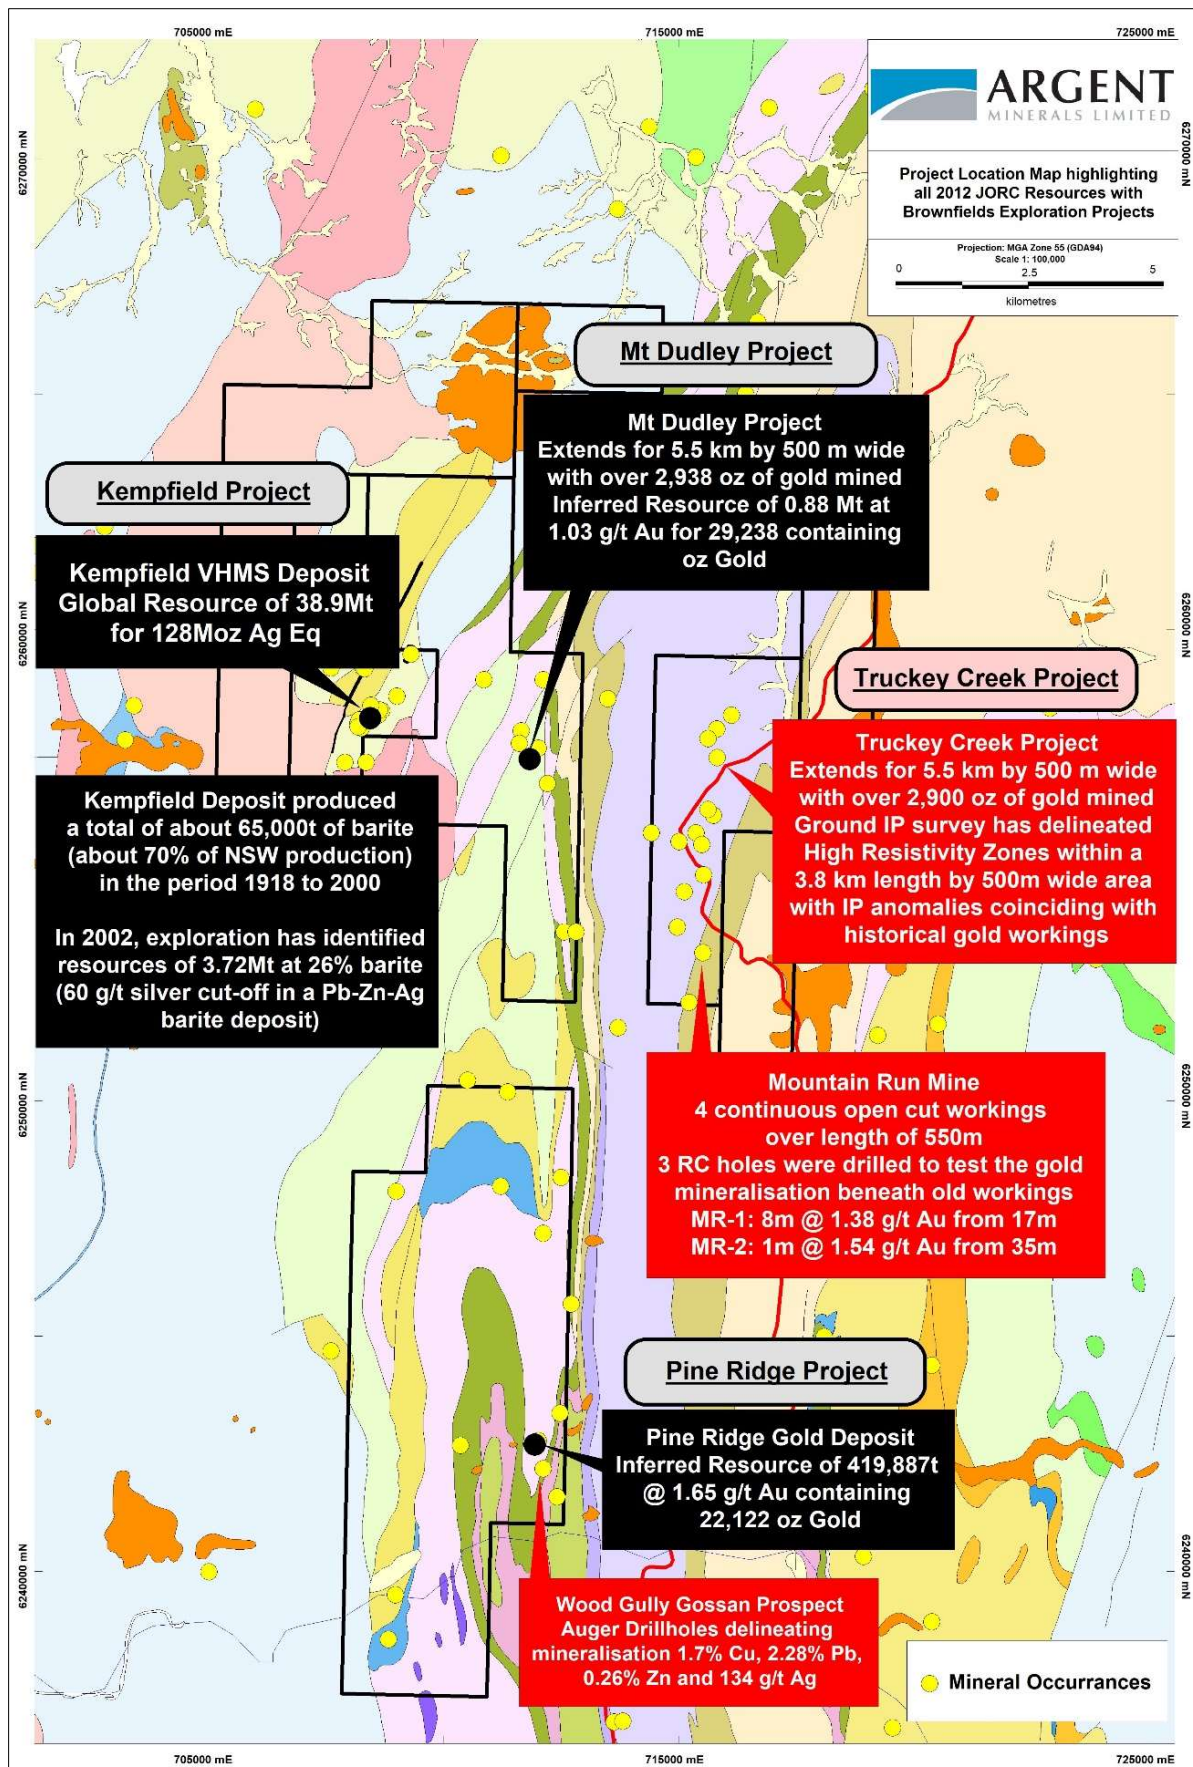 705000 mE
715000 mE
725000 mE
ARGENT
MINERALS LIMITED
Project Location Map highlighting
all 2012 JORC Resources with
Brownfields Exploration Projects
Projection: MGA Zone 55 (GDA94)
Scale 1: 100,000
0
2.5
5
kilometres
6270000 mN
6270000 mN
Mt Dudley Project
Mt Dudley Project
Extends for 5.5 km by 500 m wide
with over 2,938 oz of gold mined
Inferred Resource of 0.88 Mt at
1.03 g/t Au for 29,238 containing
oz Gold
Kempfield Project
Kempfield VHMS Deposit
Global Resource of 38.9Mt
for 128Moz Ag Eq
6260000 mN
6260000 mN
Truckey Creek Project
Truckey Creek Project
Extends for 5.5 km by 500 m wide
with over 2,900 oz of gold mined
Ground IP survey has delineated
High Resistivity Zones within a
3.8 km length by 500m wide area
with IP anomalies coinciding with
historical gold workings
Kempfield Deposit produced
a total of about 65,000t of barite
(about 70% of NSW production)
in the period 1918 to 2000
In 2002, exploration has identified
resources of 3.72Mt at 26% barite
(60 g/t silver cut-off in a Pb-Zn-Ag
barite deposit)
Mountain Run Mine
4 continuous open cut workings
over length of 550m
3 RC holes were drilled to test the gold
mineralisation beneath old workings
MR-1: 8m @ 1.38 g/t Au from 17m
MR-2: 1m @ 1.54 g/t Au from 35m
6250000 mN
6250000 mN
Pine Ridge Project
Pine Ridge Gold Deposit
Inferred Resource of 419,887t
@ 1.65 g/t Au containing
22,122 oz Gold
6240000 mN
6240000 mN
Wood Gully Gossan Prospect
Auger Drillholes delineating
mineralisation 1.7% Cu, 2.28% Pb,
0.26% Zn and 134 g/t Ag
Mineral Occurrances
705000 mE
715000 mE
725000 mE